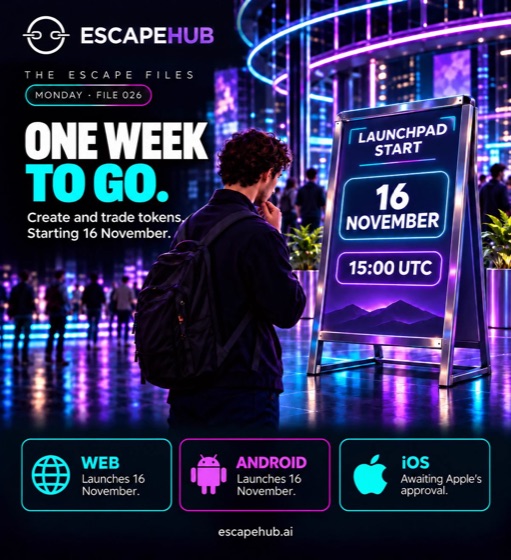 ESCAPEHUB
THE ESCAPE FILES
MONDAY · FILE 026
ONE WEEK
TO GO.
Create and trade tokens.
Starting 16 November.
LAUNCHPAD
START
16
NOVEMBER
15:00 UTC
WEB
Launches 16
November.
ANDROID
Launches 16
November.
iOS
Awaiting Apple's
approval.
escapehub.ai